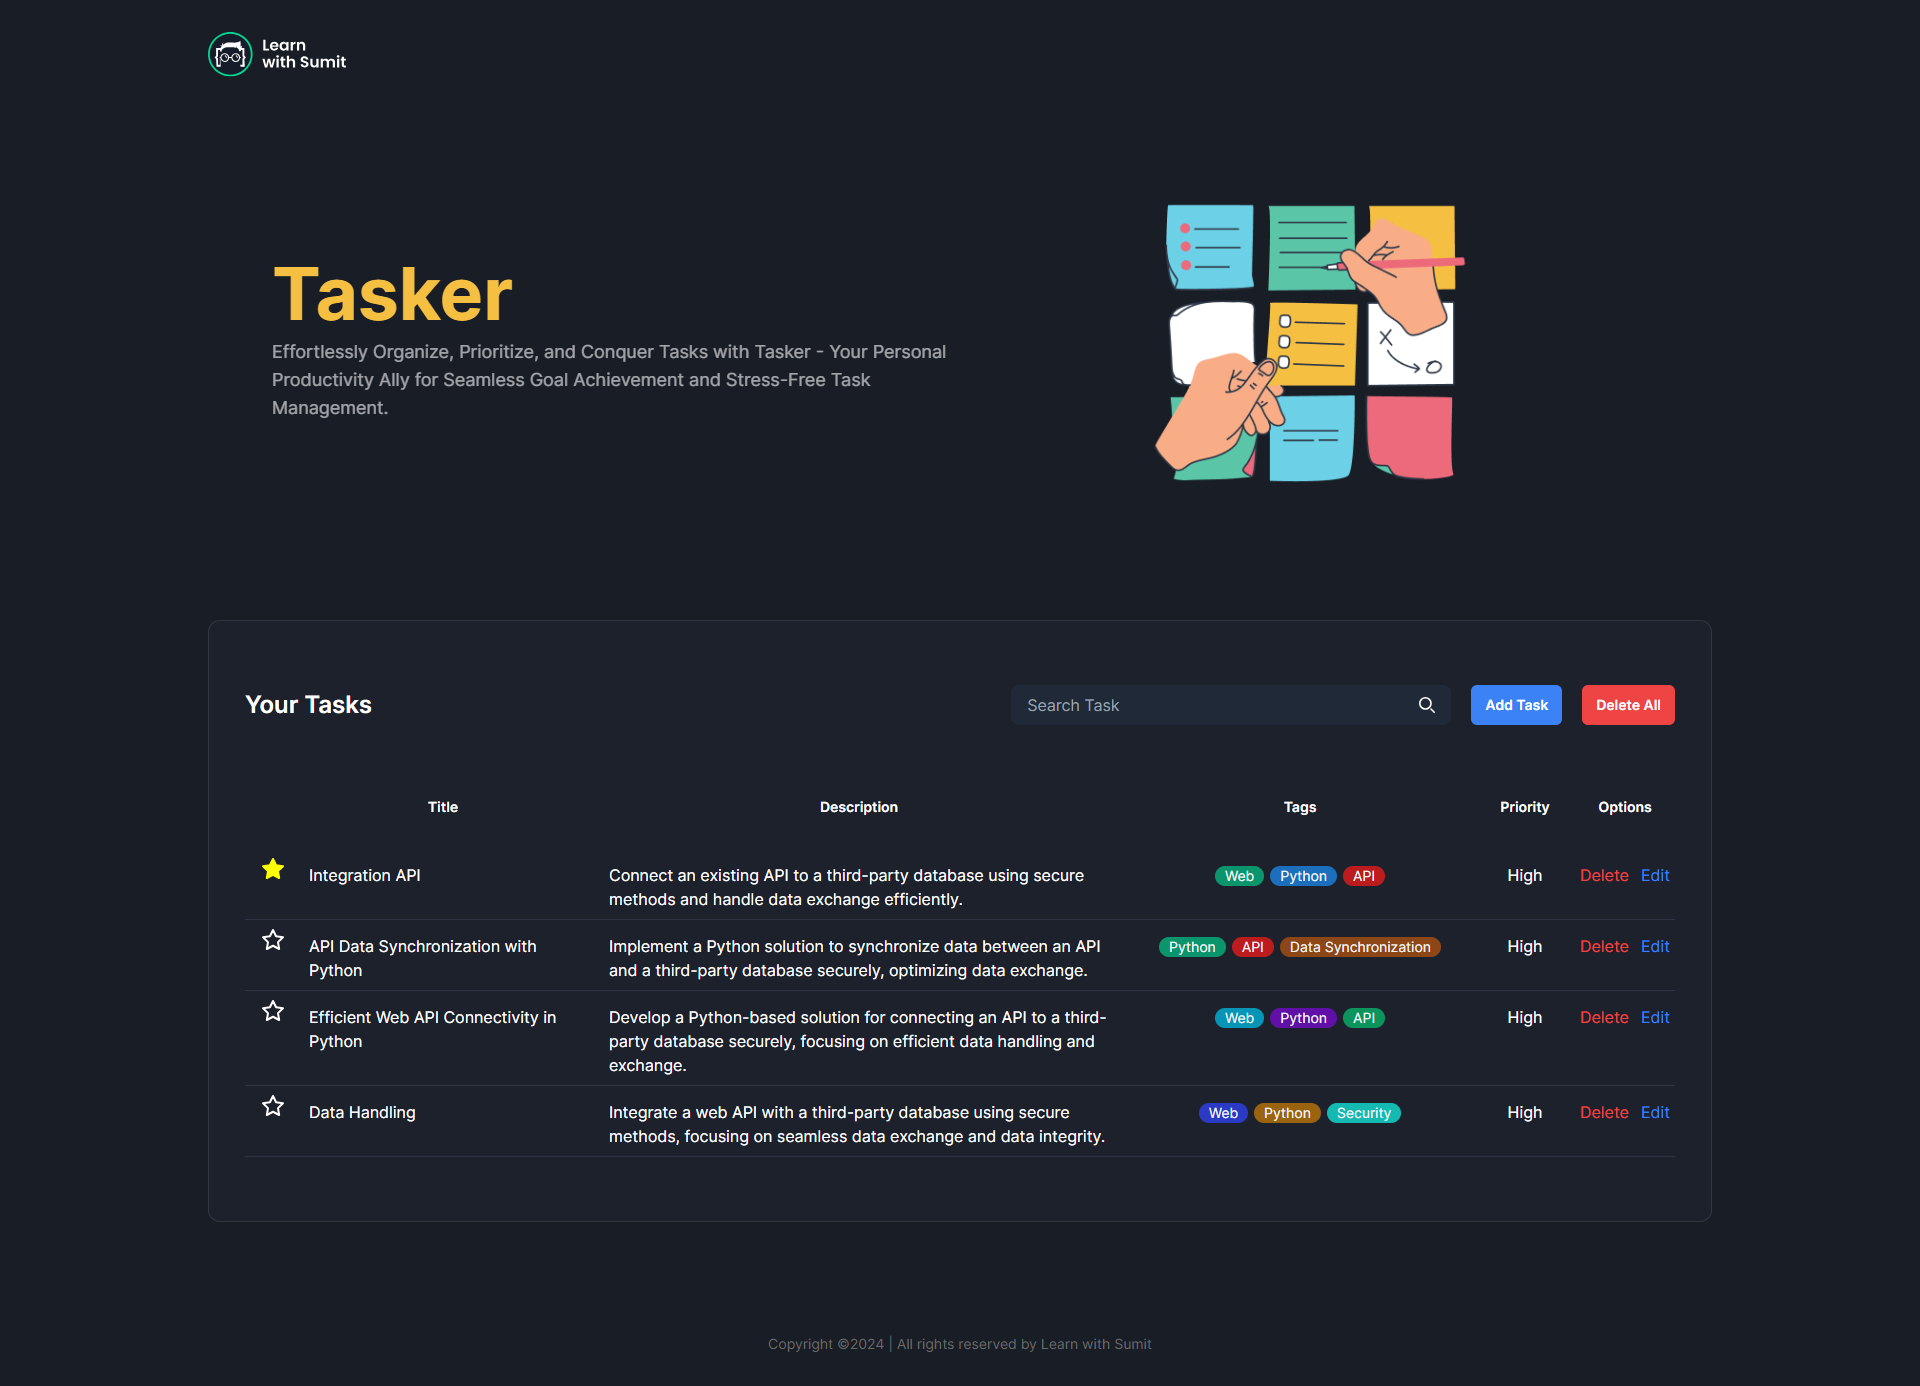 Learn
with Sumit
Tasker
Effortlessly Organize, Prioritize, and Conquer Tasks with Tasker - Your Personal
Productivity Ally for Seamless Goal Achievement and Stress-Free Task
Management.
Your Tasks
Search Task
Add Task
Delete All
Title Description Tags Priority Options
Integration API
Connect an existing API to a third-party database using secure
methods and handle data exchange efficiently.
Web Python API
High
Delete Edit
API Data Synchronization with
Python
Implement a Python solution to synchronize data between an API
and a third-party database securely, optimizing data exchange.
Python API Data Synchronization
High
Delete Edit
Efficient Web API Connectivity in
Python
Develop a Python-based solution for connecting an API to a third-
party database securely, focusing on efficient data handling and
exchange.
Web Python API
High
Delete Edit
Data Handling
Integrate a web API with a third-party database using secure
methods, focusing on seamless data exchange and data integrity.
Web Python Security
High
Delete Edit
Copyright ©2024 | All rights reserved by Learn with Sumit